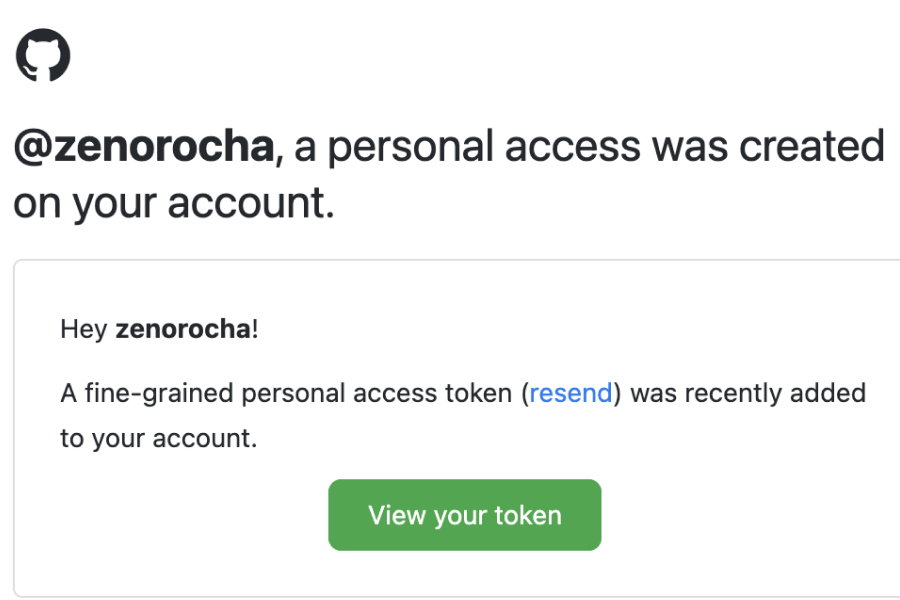 @zenorocha, a personal access was created
on your account.
Hey zenorocha!
A fine-grained personal access token (resend) was recently added
to your account.
View your token